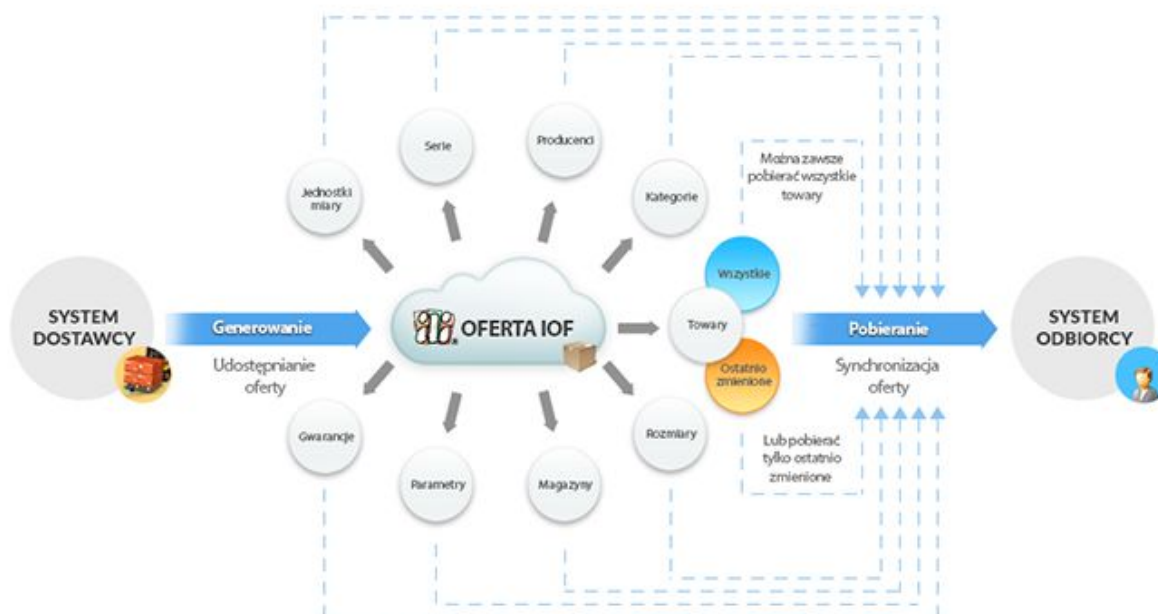 Serie
Producenci
Jednostki
miary
Kategorie
Można zawsze
pobierać wszystkie
towary
Wszystkie
SYSTEM
DOSTAWCY
Generowanie
Udostępnianie
oferty
OFERTA IOF
Towary
Ostatnio
zmienione
Pobieranie
Synchronizacja
oferty
SYSTEM
ODBIORCY
Gwarancje
Parametry
Magazyny
Rozmiary
Lub pobierać
tylko ostatnio
zmienione